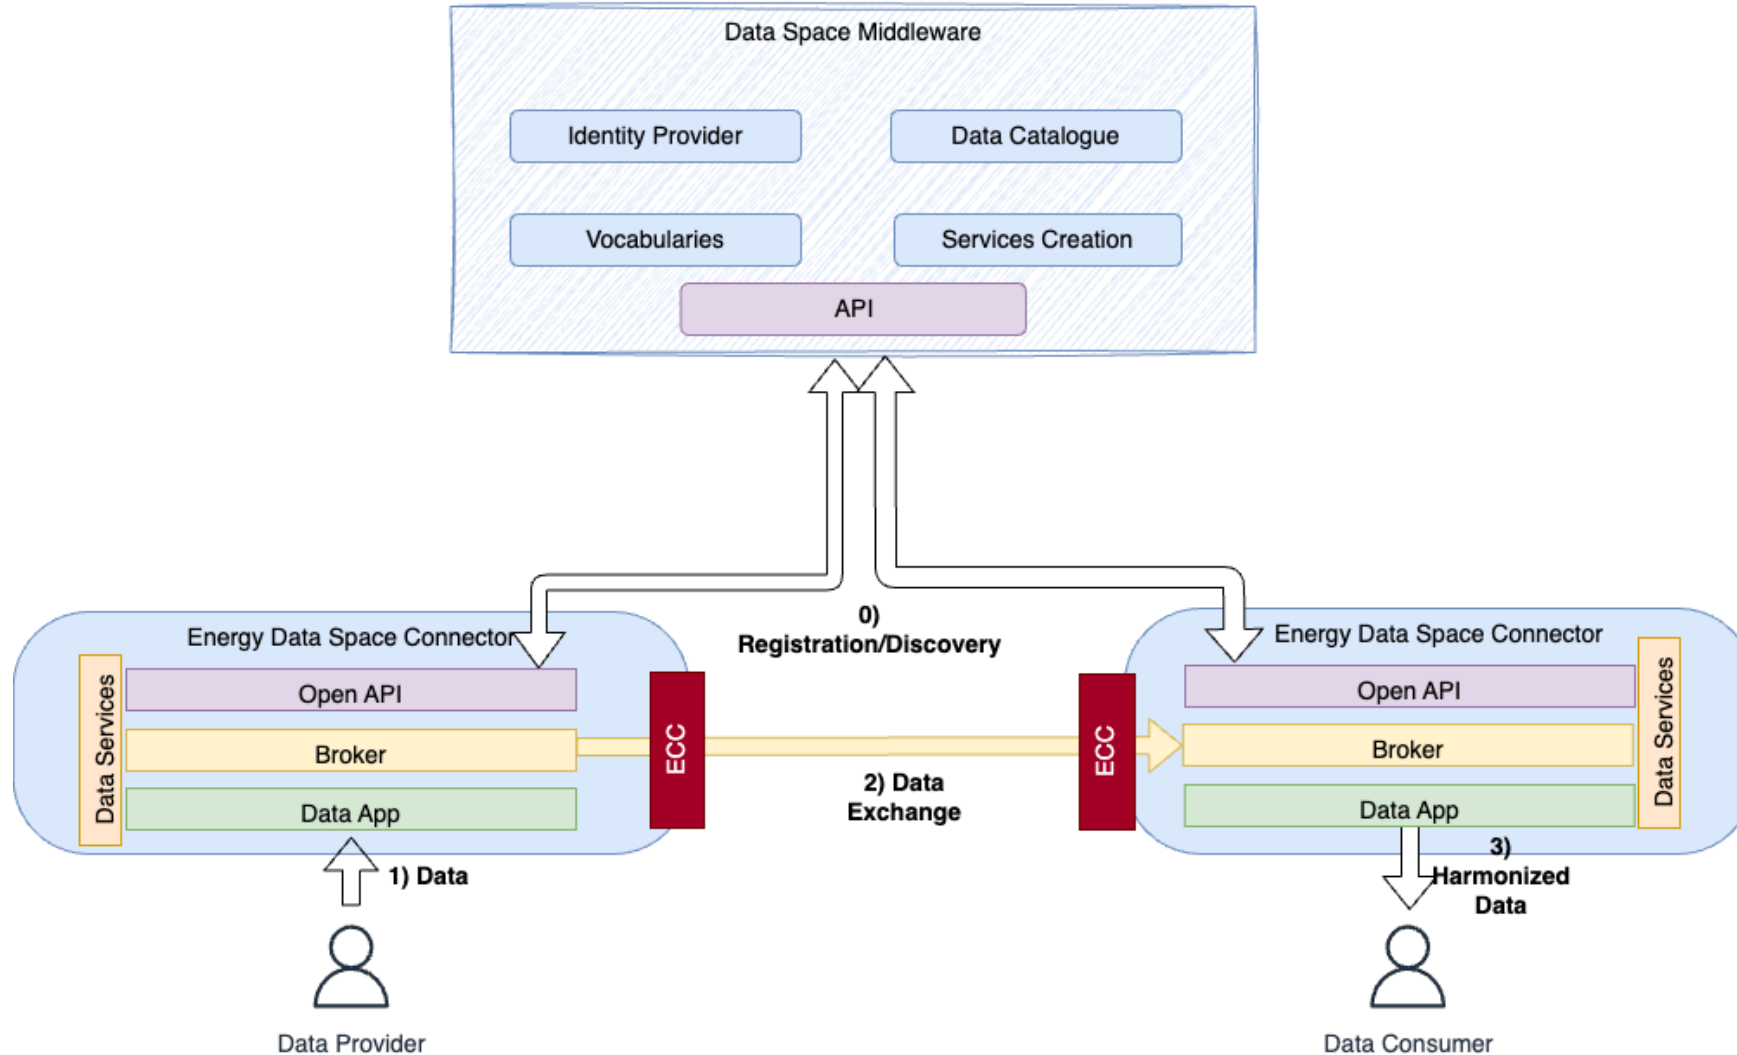 Data Space Middleware
Identity Provider
Data Catalogue
Vocabularies
Services Creation
API
0)
Registration/Discovery
Energy Data Space Connector
Data Services
Open API
Broker
Data App
ECC
2) Data
Exchange
ECC
Energy Data Space Connector
Open API
Broker
Data App
Data Services
1) Data
3)
Harmonized
Data
Data Provider
Data Consumer